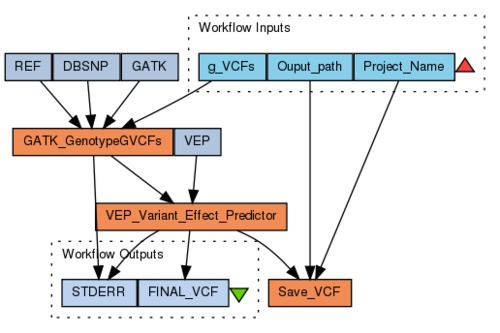 Workflow Inputs
REF DBSNP GATK g_VCFs Ouput_path Project_Name
GATK_GenotypeGVCFs VEP
VEP_Variant_Effect_Predictor
Workflow Outputs
STDERR FINAL_VCF Save_VCF